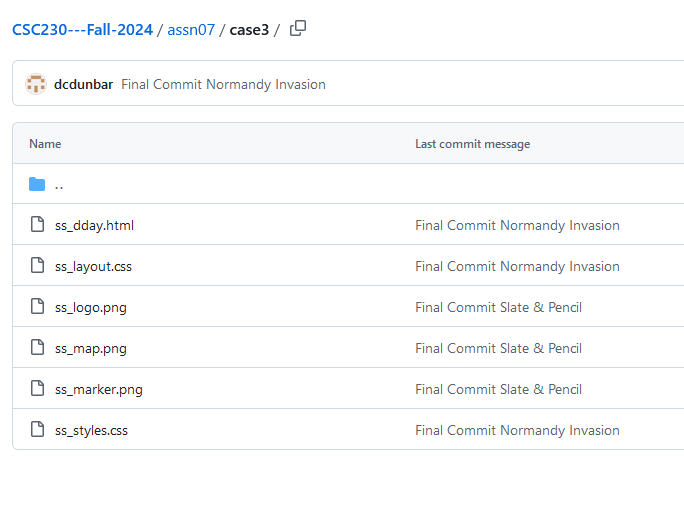 CSC230---Fall-2024 / assn07 / case3 /
dcdunbar Final Commit Normandy Invasion
Name Last commit message
..
ss_dday.html Final Commit Normandy Invasion
ss_layout.css Final Commit Normandy Invasion
ss_logo.png Final Commit Slate & Pencil
ss_map.png Final Commit Slate & Pencil
ss_marker.png Final Commit Slate & Pencil
ss_styles.css Final Commit Normandy Invasion